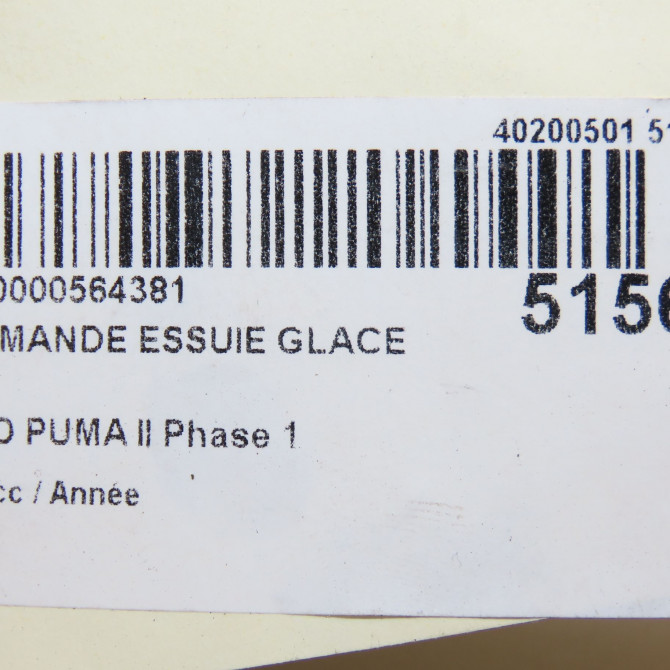 40200501 51
0000564381
5156
MANDE ESSUIE GLACE
D PUMA II Phase 1
cc / Année